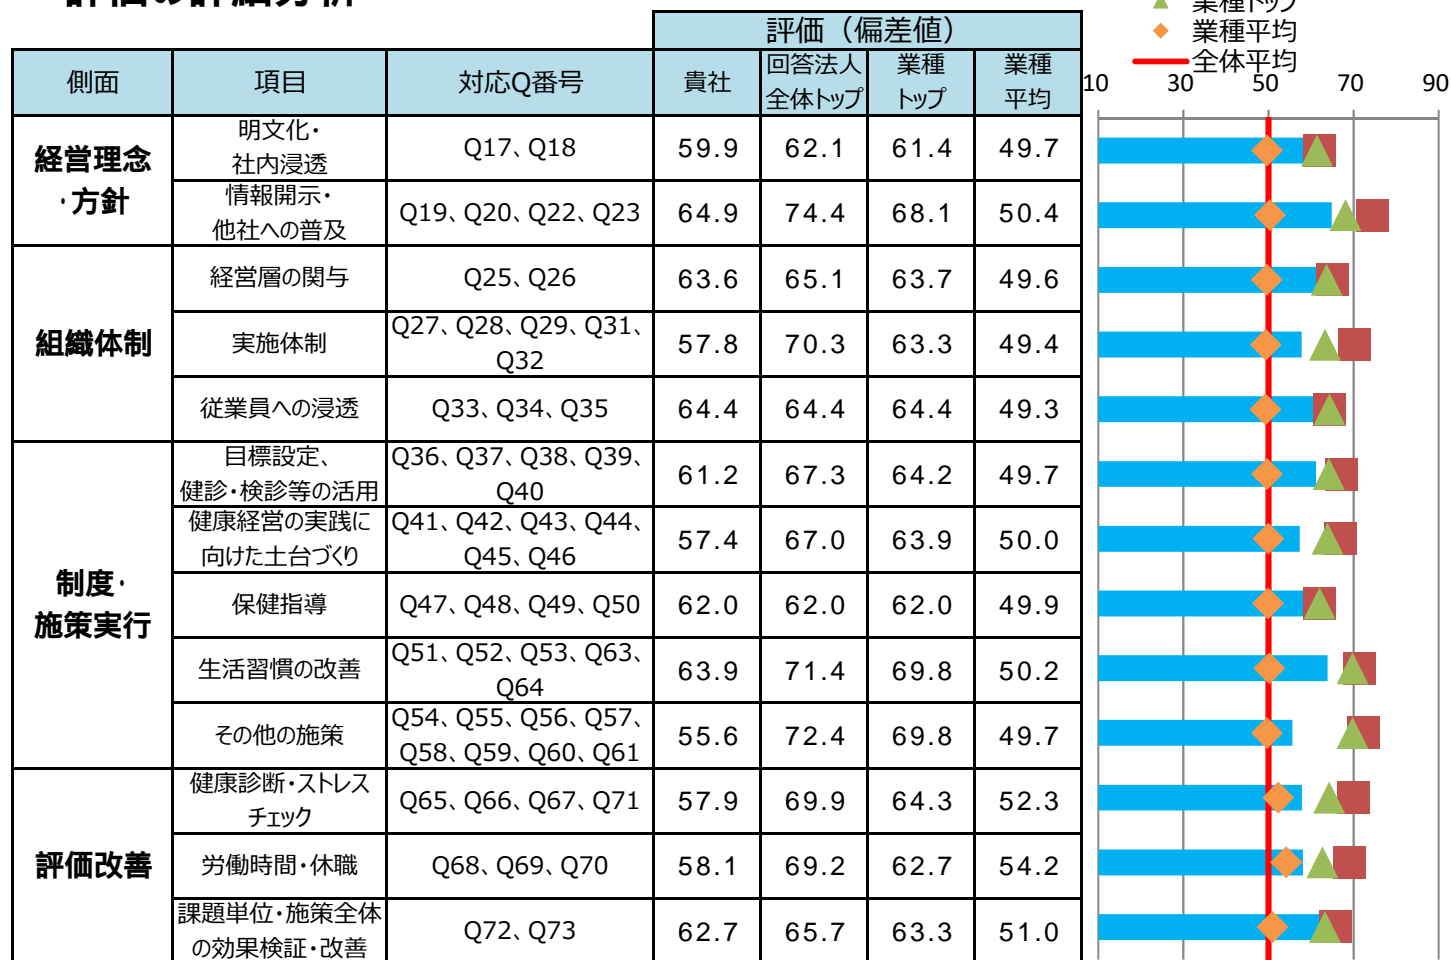 評価の詳細分析
業種トップ
業種平均
全体平均
評価（偏差値）
側面 項目 対応Q番号 貴社 回答法人 業種 業種
全体トップ トップ 平均
10 30 50 70 90
経営理念
・方針
明文化・
社内浸透
Q17、Q18 59.9 62.1 61.4 49.7
情報開示・
他社への普及
Q19、Q20、Q22、Q23 64.9 74.4 68.1 50.4
組織体制
経営層の関与 Q25、Q26 63.6 65.1 63.7 49.6
実施体制
Q27、Q28、Q29、Q31、
Q32
57.8 70.3 63.3 49.4
従業員への浸透 Q33、Q34、Q35 64.4 64.4 64.4 49.3
制度・
施策実行
目標設定、
健診・検診等の活用
Q36、Q37、Q38、Q39、
Q40
61.2 67.3 64.2 49.7
健康経営の実践に
向けた土台づくり
Q41、Q42、Q43、Q44、
Q45、Q46
57.4 67.0 63.9 50.0
保健指導 Q47、Q48、Q49、Q50 62.0 62.0 62.0 49.9
生活習慣の改善
Q51、Q52、Q53、Q63、
Q64
63.9 71.4 69.8 50.2
その他の施策
Q54、Q55、Q56、Q57、
Q58、Q59、Q60、Q61
55.6 72.4 69.8 49.7
評価改善
健康診断・ストレス
チェック
Q65、Q66、Q67、Q71 57.9 69.9 64.3 52.3
労働時間・休職 Q68、Q69、Q70 58.1 69.2 62.7 54.2
課題単位・施策全体
の効果検証・改善
Q72、Q73 62.7 65.7 63.3 51.0